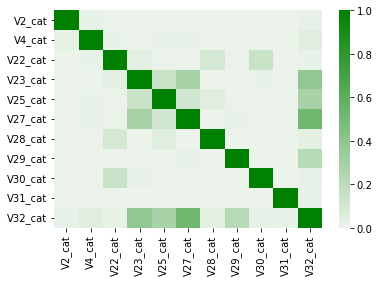 V2_cat
V4_cat
V22_cat
V23_cat
V25_cat
V27_cat
V28_cat
V29_cat
V30_cat
V31_cat
V32_cat
V2_cat
V4_cat
V22_cat
V23_cat
V25_cat
V27_cat
V28_cat
V29_cat
V30_cat
V31_cat
V32_cat
1.0
0.8
0.6
0.4
0.2
0.0